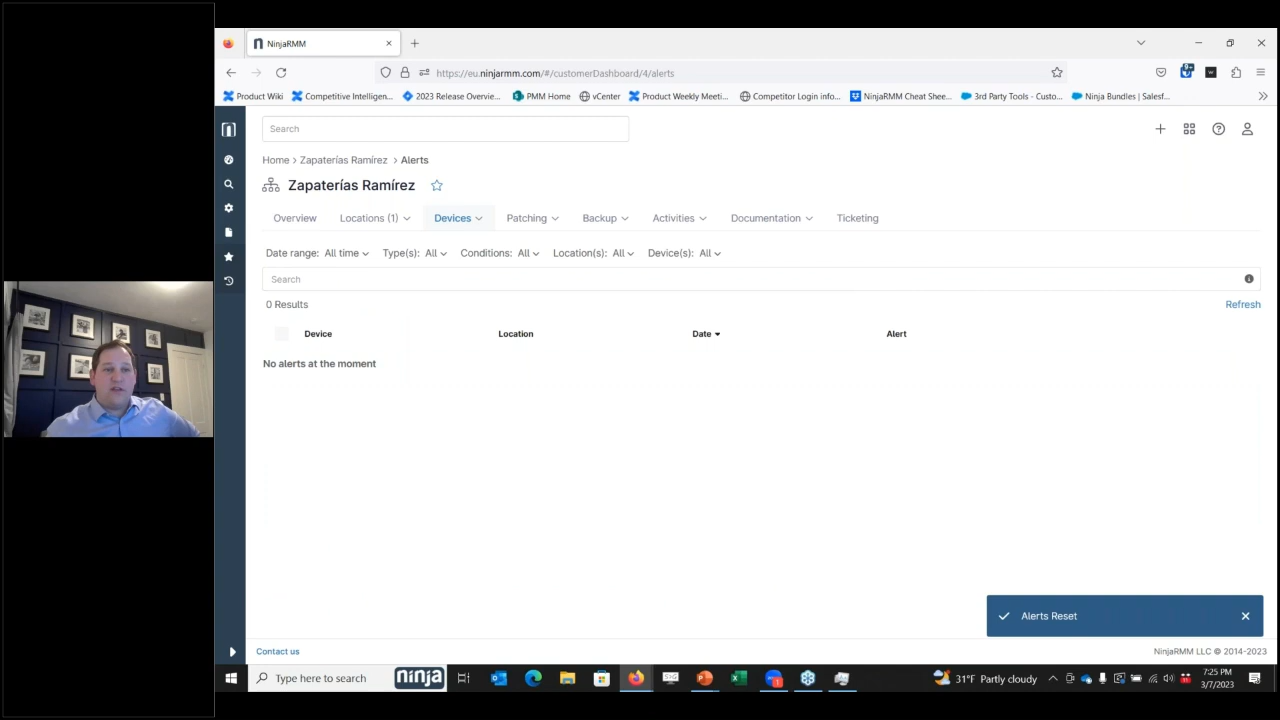 NinjaRMM
https://eu.ninjarmm.com/#/customerDashboard/4/alerts
Product Wiki Competitive Intelligen... 2023 Release Overvie... PMM Home vCenter Product Weekly Meeti... Competitor Login info... NinjaRMM Cheat Shee... 3rd Party Tools - Custo... Ninja Bundles | Salesf...
Search
Home > Zapaterías Ramírez > Alerts
Zapaterías Ramírez
Overview Locations (1) Devices Patching Backup Activities Documentation Ticketing
Date range: All time Type(s): All Conditions: All Location(s): All Device(s): All
Search
0 Results Refresh
Device Location Date Alert
No alerts at the moment
Alerts Reset
Contact us NinjaRMM LLC © 2014-2023
Type here to search ninja 31°F Partly cloudy 7:25 PM
3/7/2023